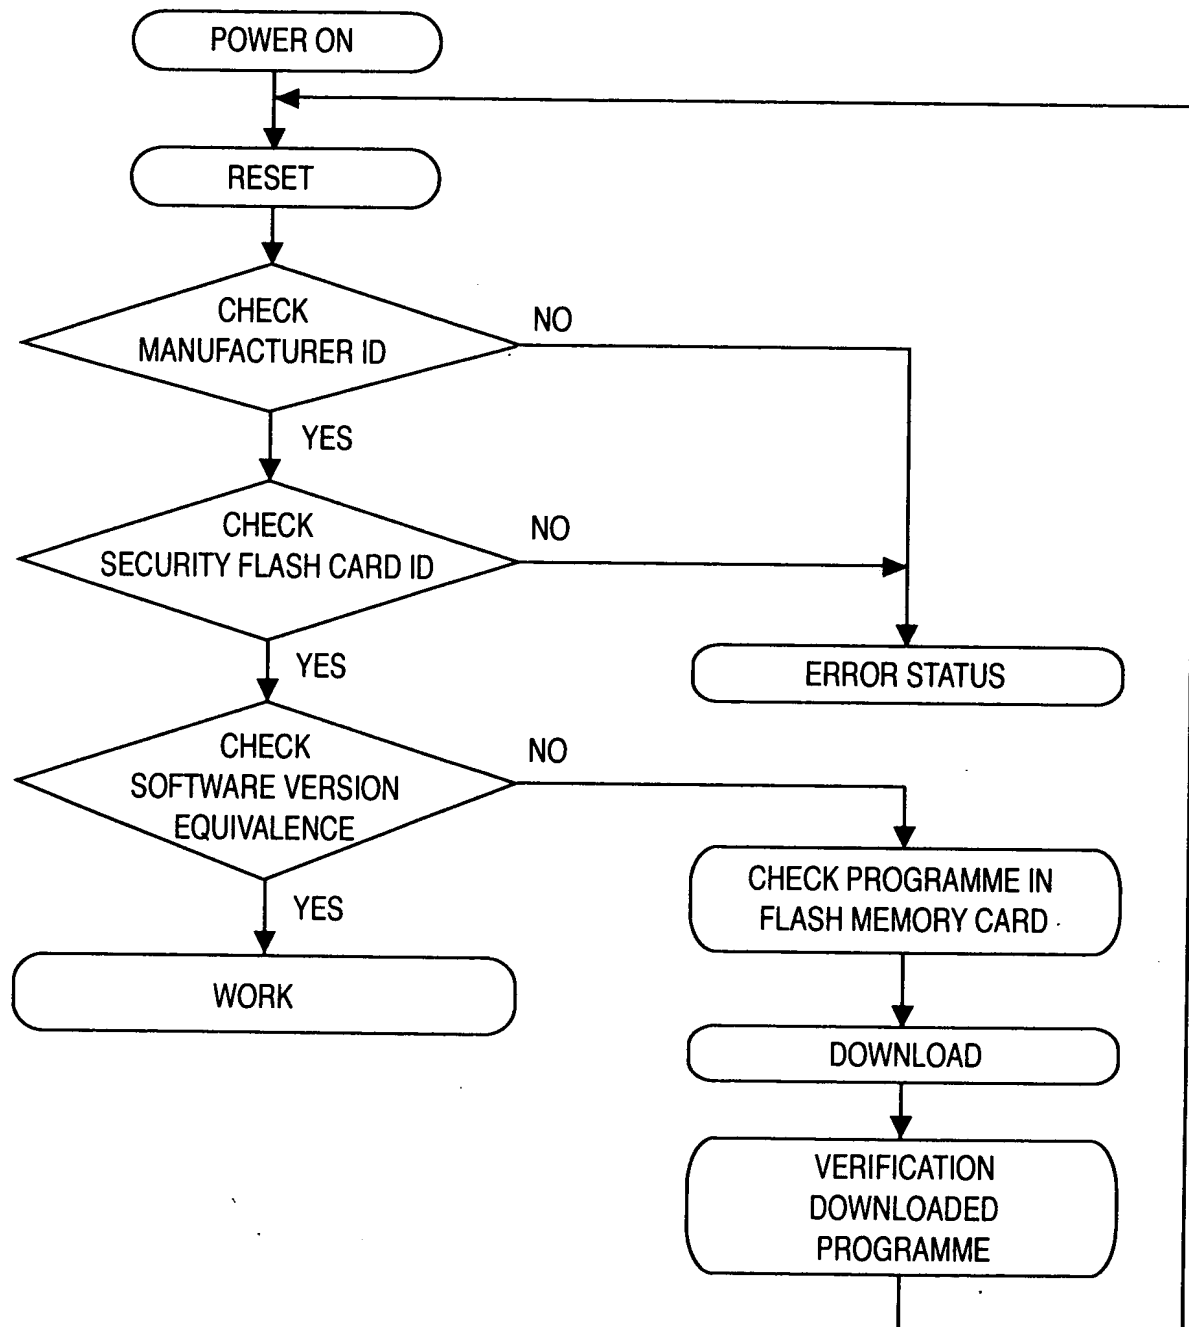 POWER ON
RESET
CHECK
MANUFACTURER ID
NO
YES
CHECK
SECURITY FLASH CARD ID
NO
YES
ERROR STATUS
CHECK
SOFTWARE VERSION
EQUIVALENCE
NO
YES
WORK
CHECK PROGRAMME IN
FLASH MEMORY CARD
DOWNLOAD
VERIFICATION
DOWNLOADED
PROGRAMME